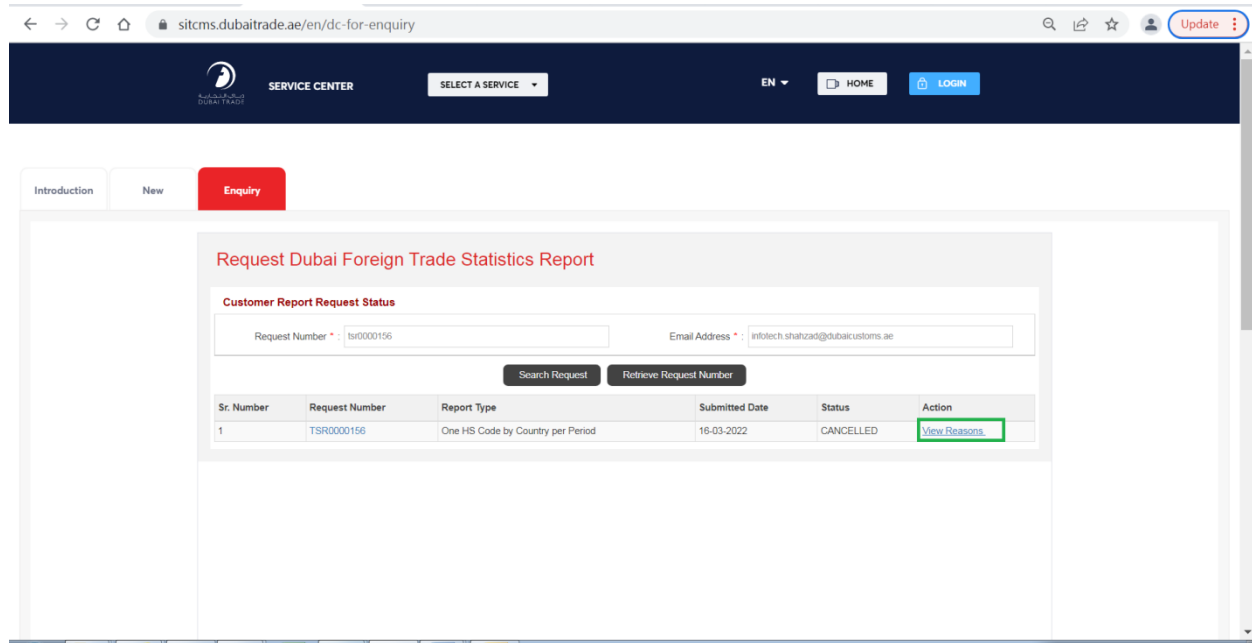 sitcms.dubaitrade.ae/en/dc-for-enquiry
Update
DUBAI TRADE
SERVICE CENTER
SELECT A SERVICE
EN
HOME
LOGIN
Introduction
New
Enquiry
Request Dubai Foreign Trade Statistics Report
Customer Report Request Status
Request Number * : tsr0000156 Email Address * : infotech.shahzad@dubaicustoms.ae
Search Request Retrieve Request Number
Sr. Number Request Number Report Type Submitted Date Status Action
1 TSR0000156 One HS Code by Country per Period 16-03-2022 CANCELLED View Reasons